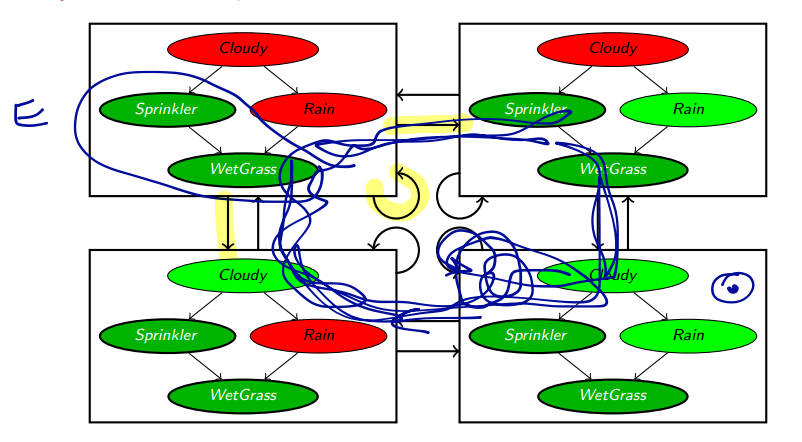 Cloudy Cloudy
E Sprinkler Rain Sprinkler Rain
WetGrass WetGrass
Cloudy Cloudy
Sprinkler Rain Sprinkler Rain
WetGrass WetGrass